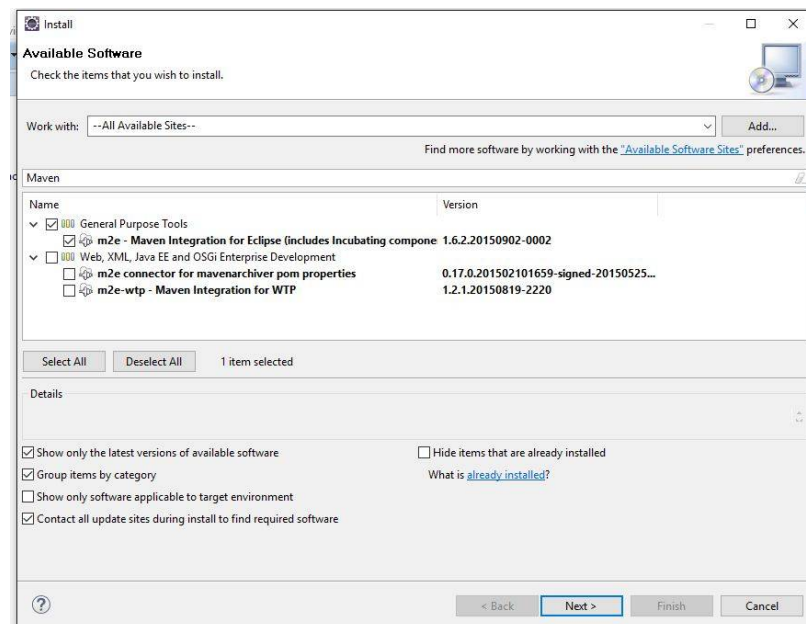 Install
Available Software
Check the items that you wish to install.
Work with: --All Available Sites-- Add...
Find more software by working with the "Available Software Sites" preferences.
Maven
Name Version
General Purpose Tools
m2e - Maven Integration for Eclipse (includes Incubating compone 1.6.2.20150902-0002
Web, XML, Java EE and OSGi Enterprise Development
m2e connector for mavenarchiver pom properties 0.17.0.201502101659-signed-20150525...
m2e-wtp - Maven Integration for WTP 1.2.1.20150819-2220
Select All Deselect All 1 item selected
Details
Show only the latest versions of available software Hide items that are already installed
Group items by category What is already installed?
Show only software applicable to target environment
Contact all update sites during install to find required software
? < Back Next > Finish Cancel